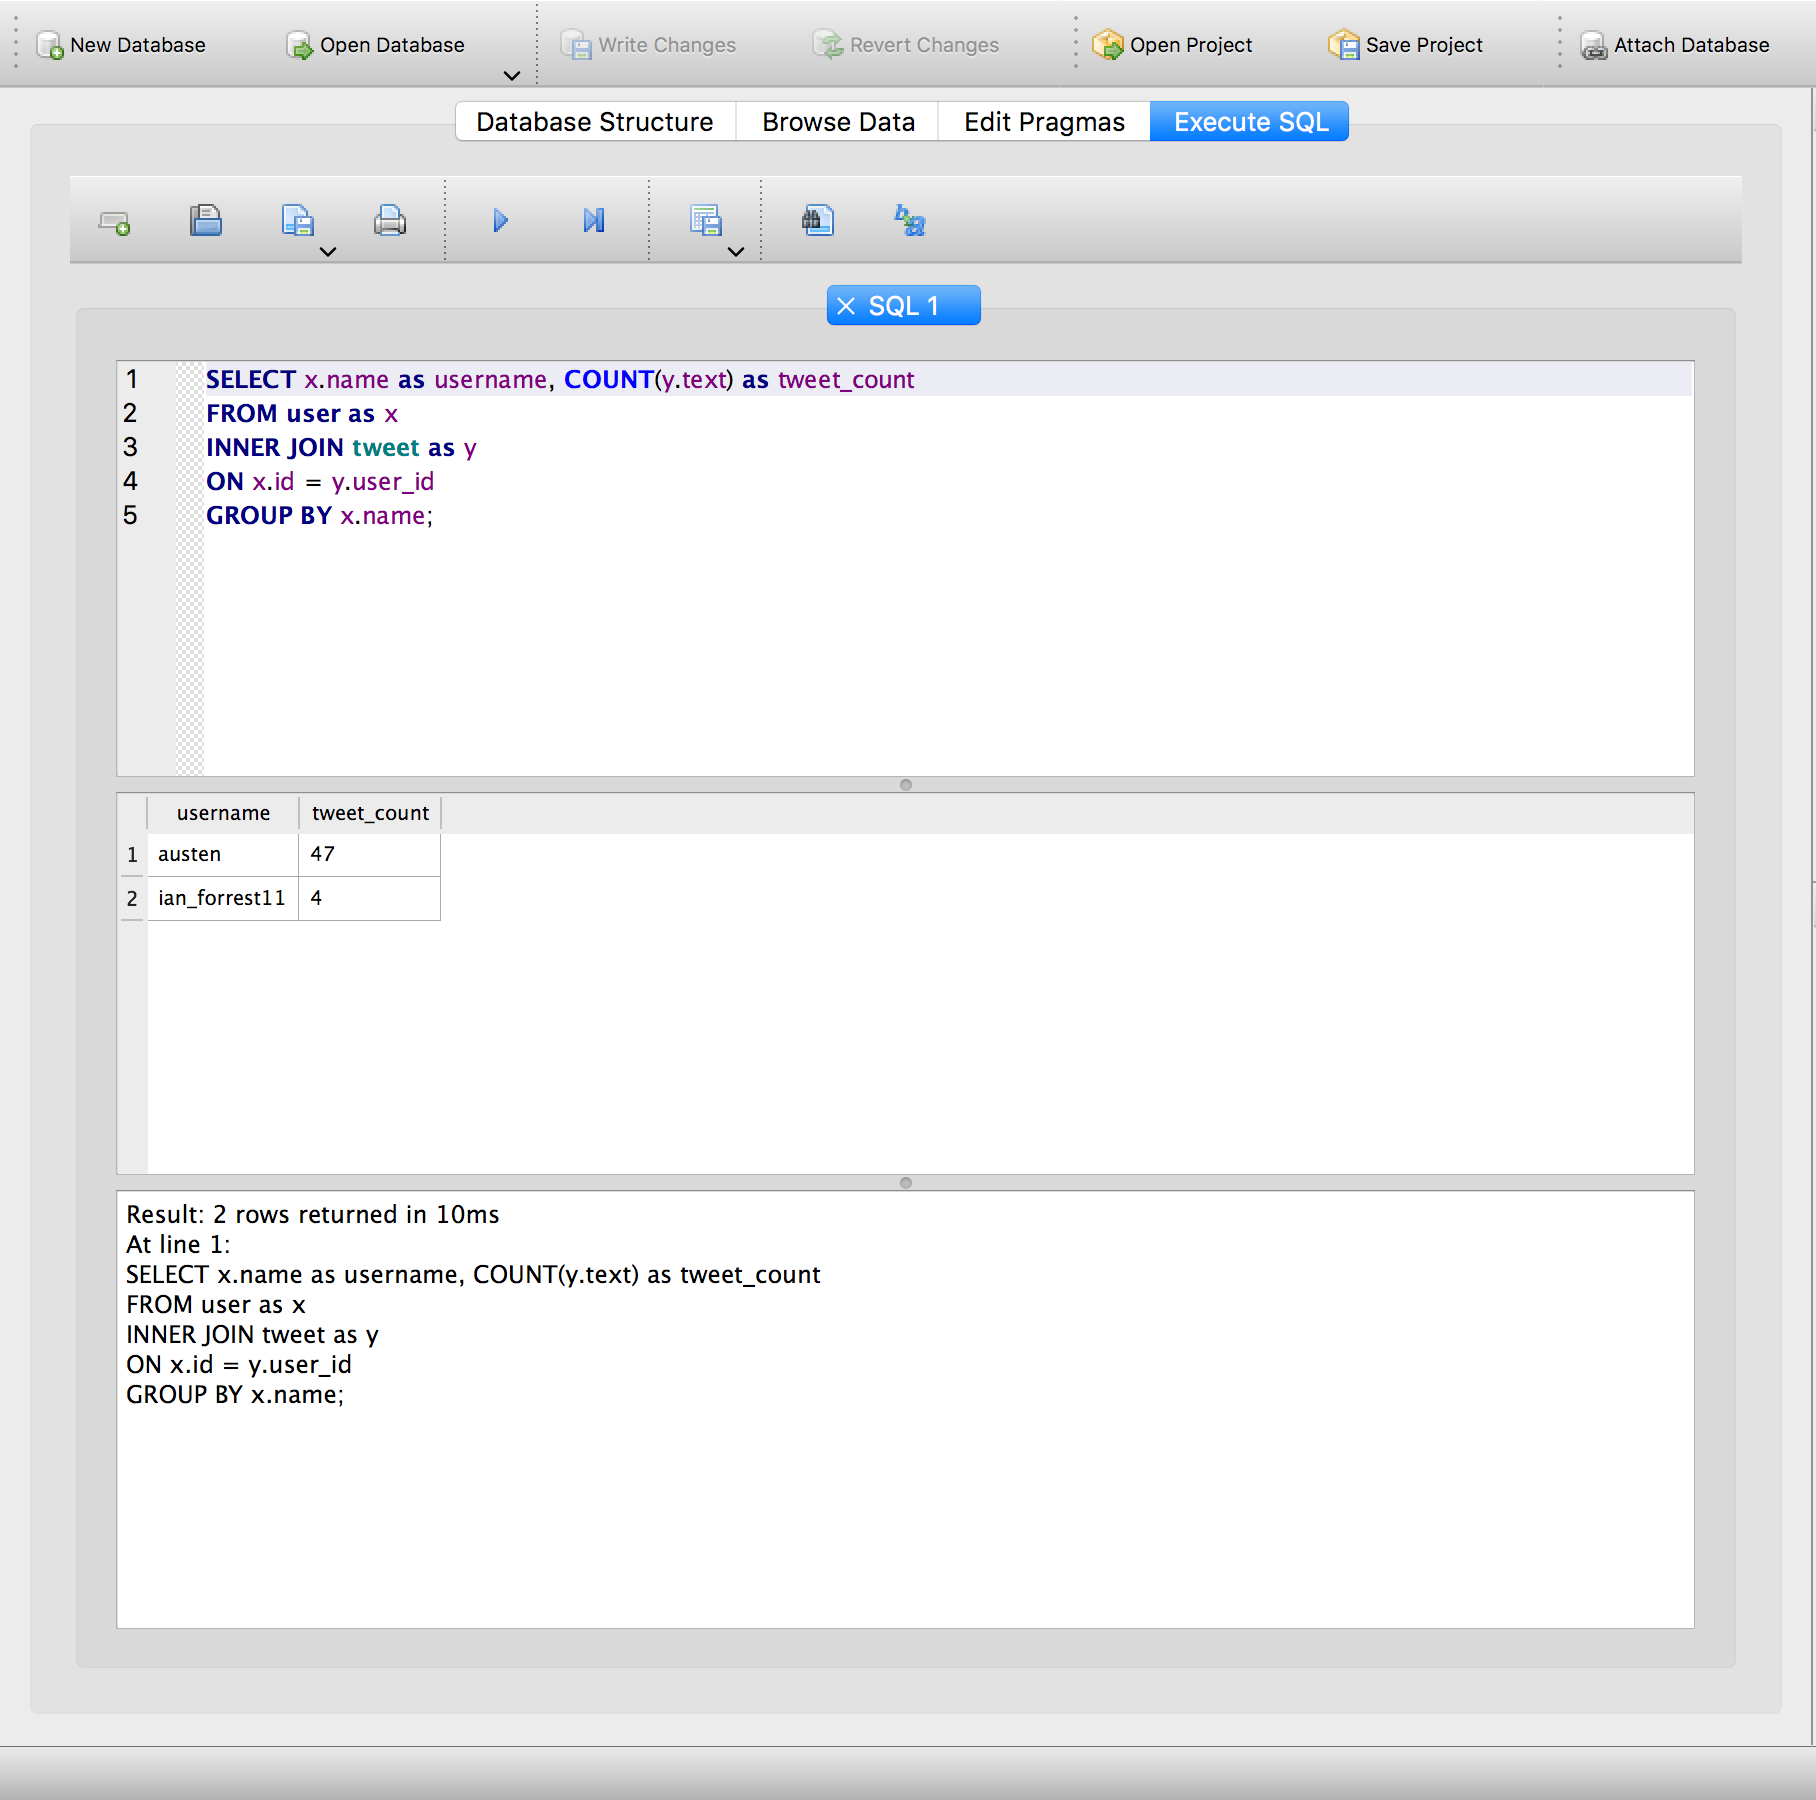 New Database Open Database Write Changes Revert Changes Open Project Save Project Attach Database
Database Structure Browse Data Edit Pragmas Execute SQL
SQL 1
1 SELECT x.name as username, COUNT(y.text) as tweet_count
2 FROM user as x
3 INNER JOIN tweet as y
4 ON x.id = y.user_id
5 GROUP BY x.name;
username tweet_count
1 austen 47
2 ian_forrest11 4
Result: 2 rows returned in 10ms
At line 1:
SELECT x.name as username, COUNT(y.text) as tweet_count
FROM user as x
INNER JOIN tweet as y
ON x.id = y.user_id
GROUP BY x.name;